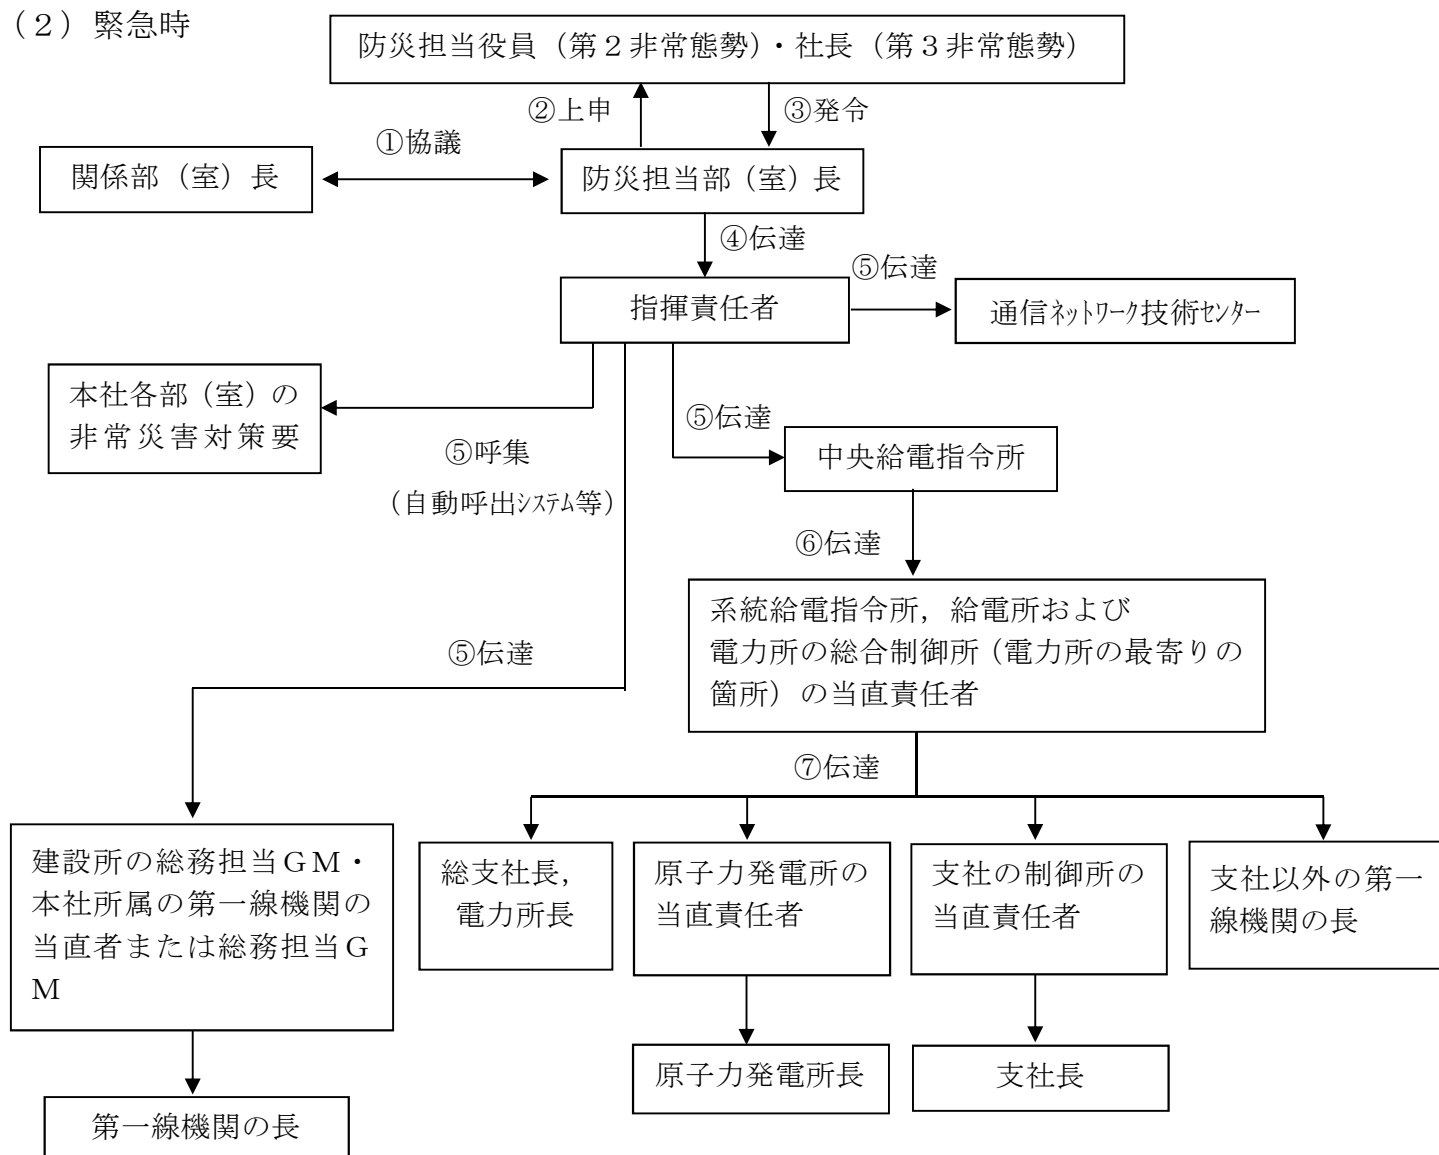 （２）緊急時
防災担当役員（第２非常態勢）・社長（第３非常態勢）
②上申
③発令
①協議
関係部（室）長
防災担当部（室）長
④伝達
⑤伝達
指揮責任者
通信ﾈｯﾄﾜｰｸ技術ｾﾝﾀｰ
本社各部（室）の
非常災害対策要
⑤伝達
⑤呼集
（自動呼出ｼｽﾃﾑ等）
中央給電指令所
⑥伝達
系統給電指令所，給電所および
電力所の総合制御所（電力所の最寄りの
箇所）の当直責任者
⑤伝達
⑦伝達
建設所の総務担当ＧＭ・
本社所属の第一線機関の
当直者または総務担当Ｇ
Ｍ
総支社長，
電力所長
原子力発電所の
当直責任者
支社の制御所の
当直責任者
支社以外の第一
線機関の長
原子力発電所長
支社長
第一線機関の長